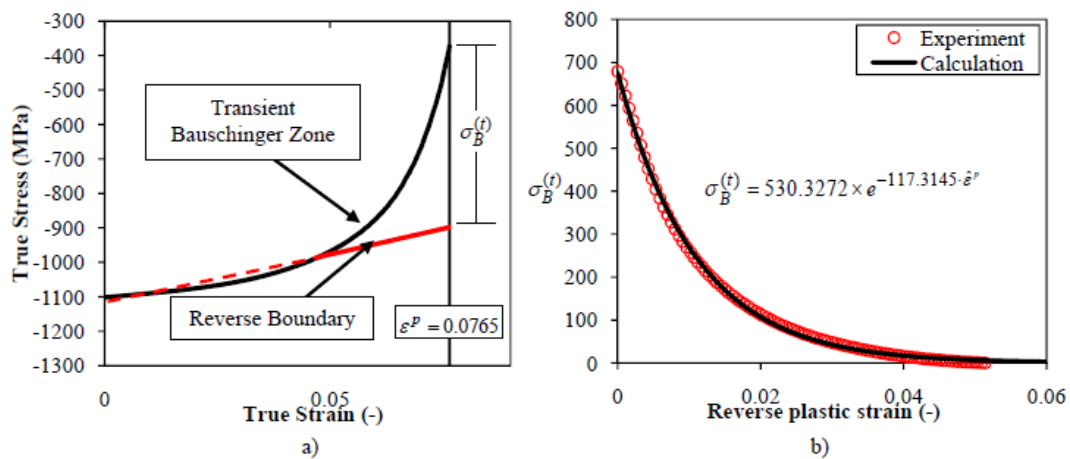 -300
-400
-500
-600
-700
-800
-900
-1000
-1100
-1200
-1300
True Stress (MPa)
Transient
Bauschinger Zone
σ_B^(t)
Reverse Boundary
ε^p = 0.0765
0
0.05
True Strain (-)
a)
800
700
600
500
400
300
200
100
0
σ_B^(t)
Experiment
Calculation
σ_B^(t) = 530.3272 × e^(-117.3145·ε̂^p)
0
0.02
0.04
0.06
Reverse plastic strain (-)
b)